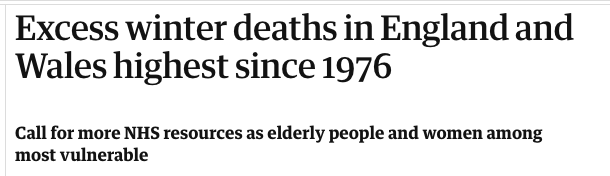 Excess winter deaths in England and
Wales highest since 1976
Call for more NHS resources as elderly people and women among
most vulnerable